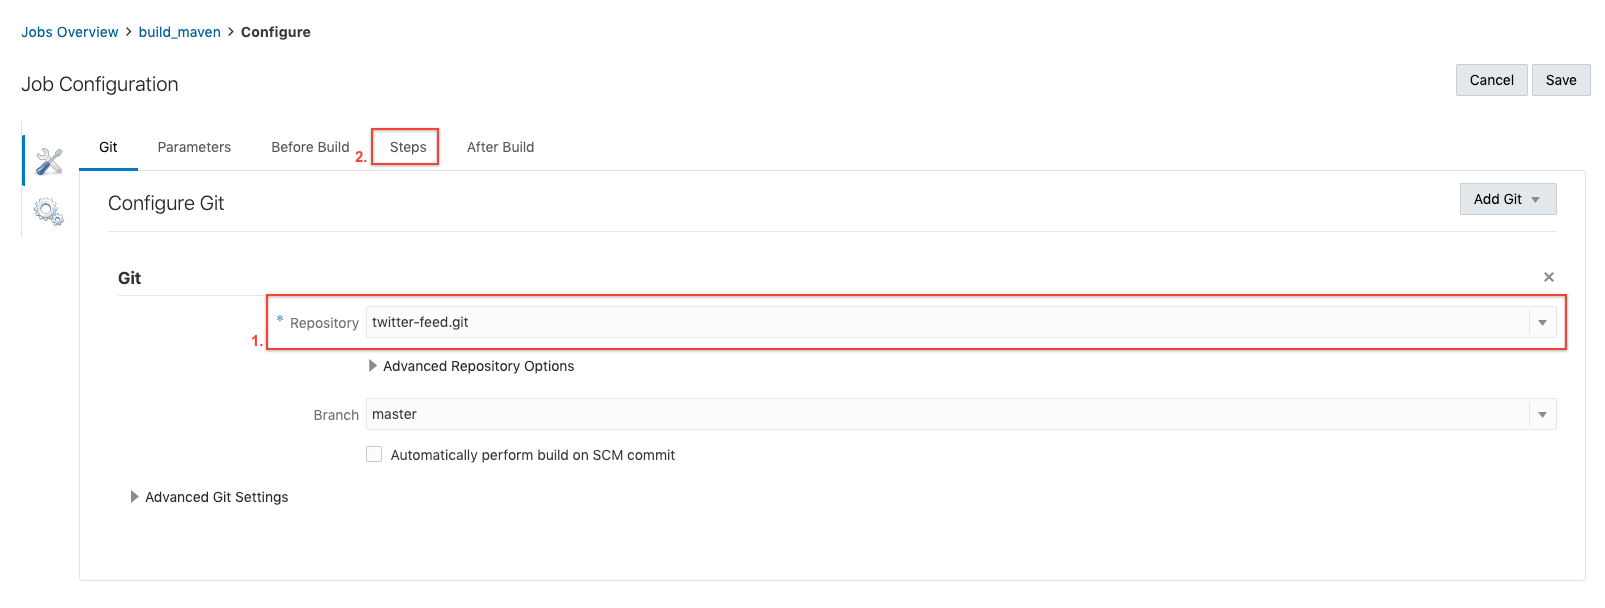 Jobs Overview > build_maven > Configure
Job Configuration
Cancel Save
Git Parameters Before Build 2. Steps After Build
Configure Git
Add Git
Git
* Repository twitter-feed.git
1.
Advanced Repository Options
Branch master
Automatically perform build on SCM commit
Advanced Git Settings